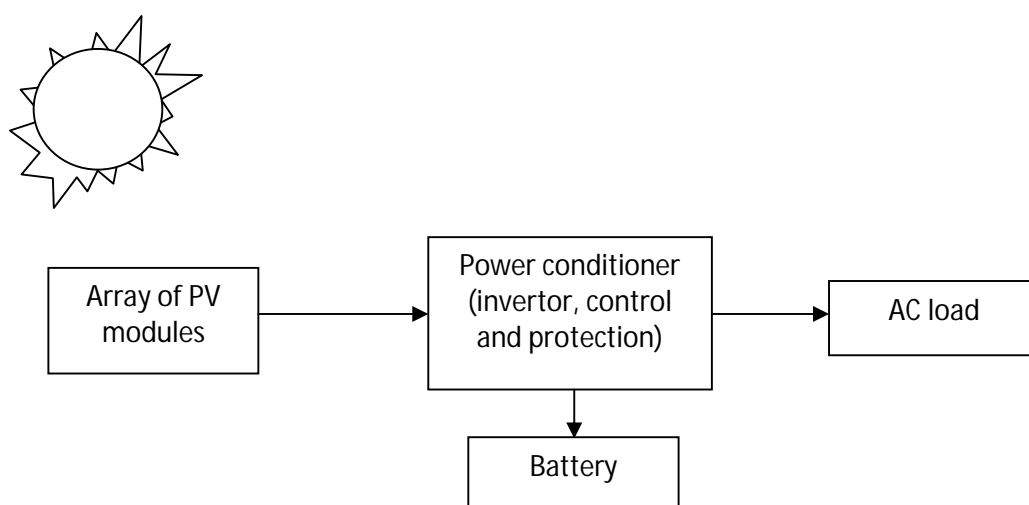 Array of PV
modules
Power conditioner
(invertor, control
and protection)
AC load
Battery